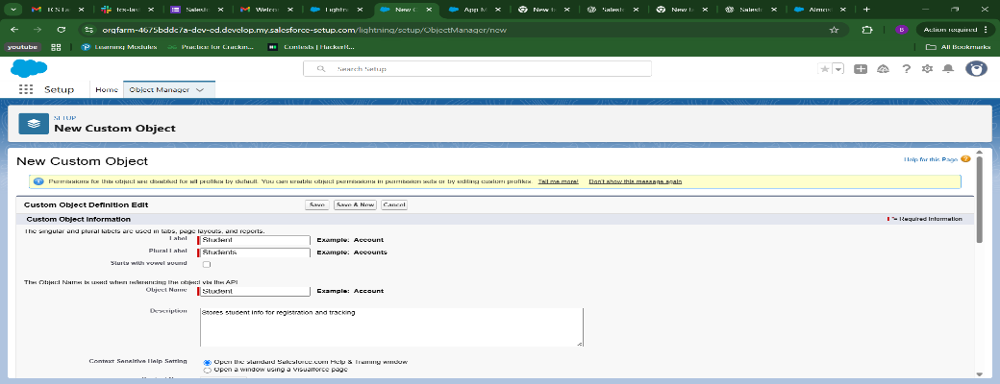 TCS La
tcs-las
Salesf
Welco
Lightn
New C
App M
New t
Salesf
New ta
Salesf
Almos
orgfarm-4675bddc7a-dev-ed.develop.my.salesforce-setup.com/lightning/setup/ObjectManager/new
B
Action required
youtube
Learning Modules
Practice for Crackin...
Contests | HackerR...
All Bookmarks
Search Setup
Setup
Home
Object Manager
SETUP
New Custom Object
New Custom Object
Help for this Page
Permissions for this object are disabled for all profiles by default. You can enable object permissions in permission sets or by editing custom profiles. Tell me more! Don't show this message again
Custom Object Definition Edit
Save
Save & New
Cancel
Custom Object Information
= Required Information
The singular and plural labels are used in tabs, page layouts, and reports.
Label Student Example: Account
Plural Label Students Example: Accounts
Starts with vowel sound
The Object Name is used when referencing the object via the API.
Object Name Student Example: Account
Description Stores student info for registration and tracking
Context-Sensitive Help Setting Open the standard Salesforce.com Help & Training window
Open a window using a Visualforce page